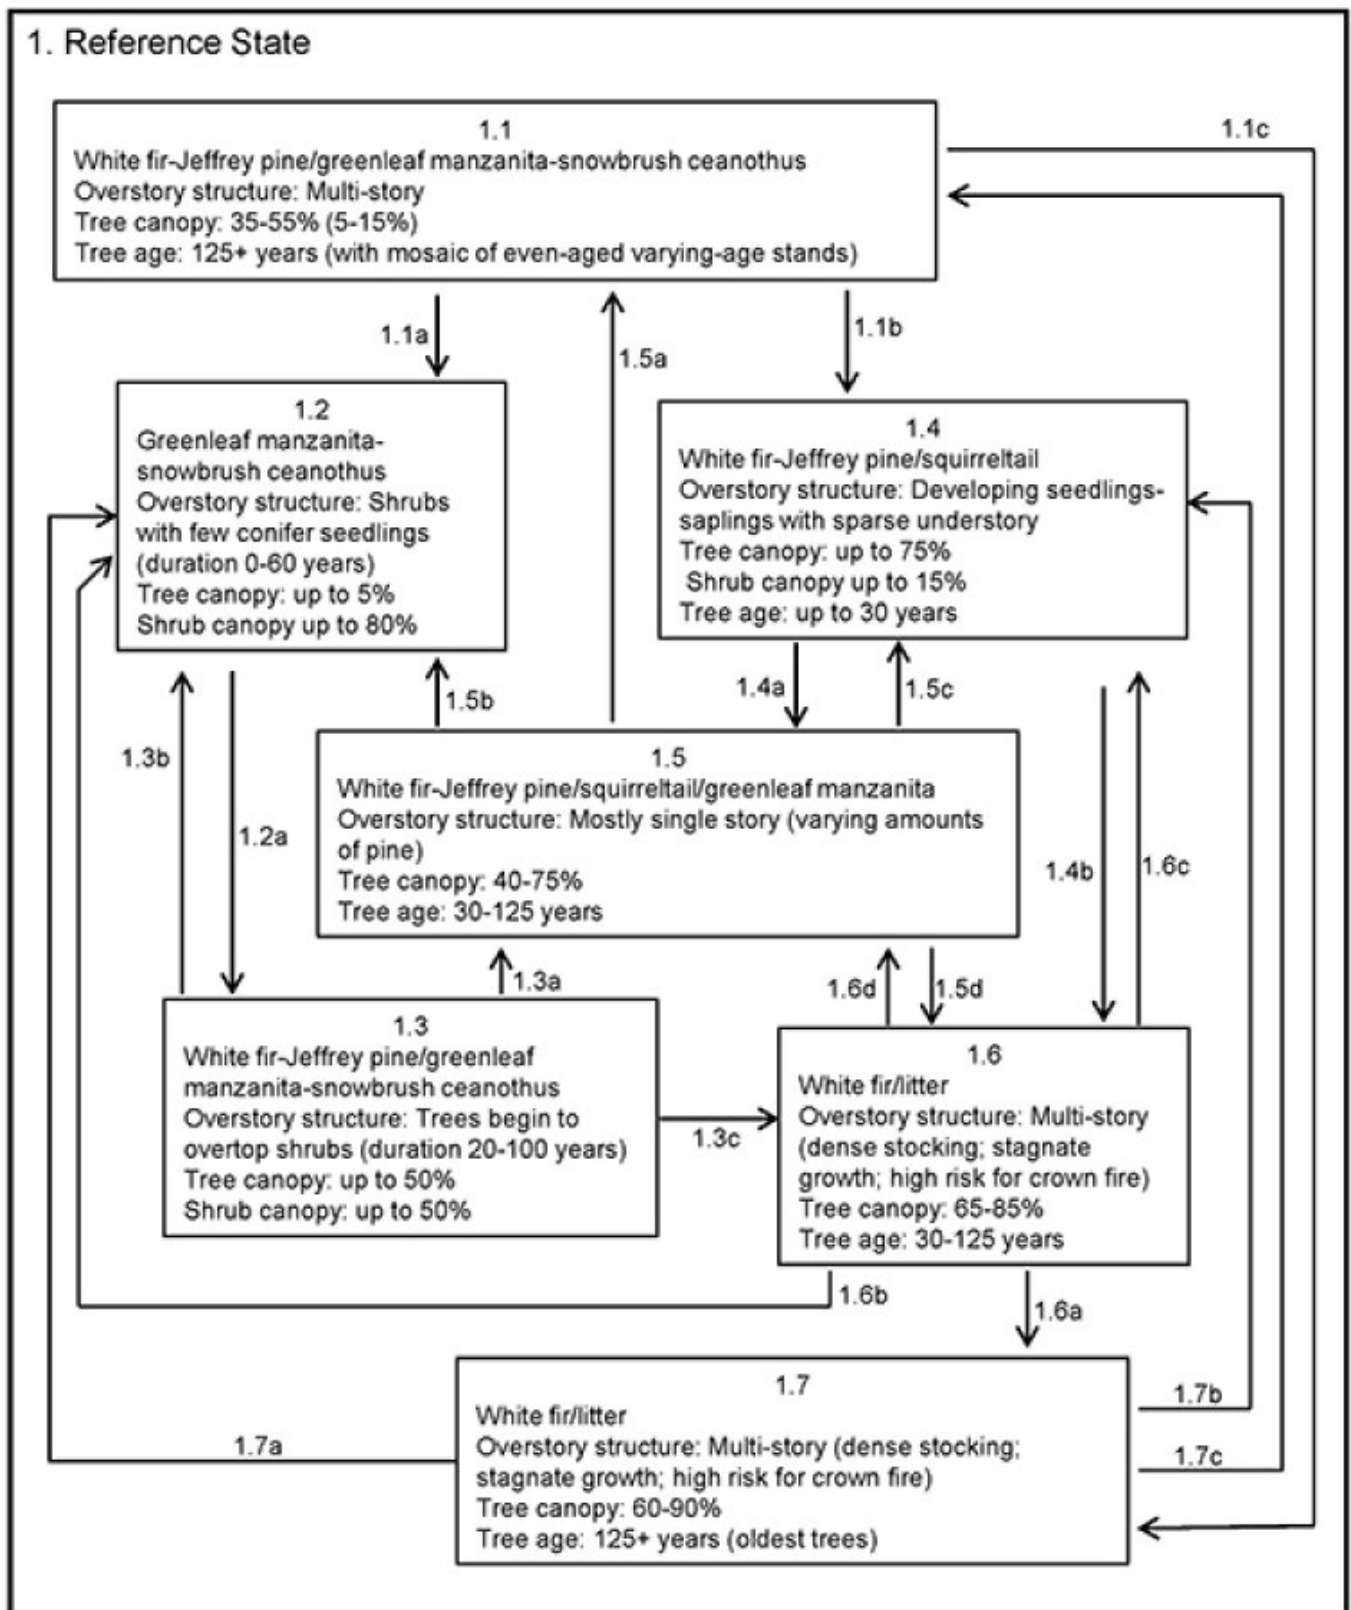 1. Reference State
1.1
White fir-Jeffrey pine/greenleaf manzanita-snowbrush ceanothus
Overstory structure: Multi-story
Tree canopy: 35-55% (5-15%)
Tree age: 125+ years (with mosaic of even-aged varying-age stands)
1.1c
1.1a
1.5a
1.1b
1.2
Greenleaf manzanita-
snowbrush ceanothus
Overstory structure: Shrubs
with few conifer seedlings
(duration 0-60 years)
Tree canopy: up to 5%
Shrub canopy up to 80%
1.4
White fir-Jeffrey pine/squirreltail
Overstory structure: Developing seedlings-
saplings with sparse understory
Tree canopy: up to 75%
Shrub canopy up to 15%
Tree age: up to 30 years
1.5b
1.4a
1.5c
1.3b
1.2a
1.5
White fir-Jeffrey pine/squirreltail/greenleaf manzanita
Overstory structure: Mostly single story (varying amounts
of pine)
Tree canopy: 40-75%
Tree age: 30-125 years
1.4b
1.6c
1.3a
1.6d
1.5d
1.3
White fir-Jeffrey pine/greenleaf
manzanita-snowbrush ceanothus
Overstory structure: Trees begin to
overtop shrubs (duration 20-100 years)
Tree canopy: up to 50%
Shrub canopy: up to 50%
1.3c
1.6
White fir/litter
Overstory structure: Multi-story
(dense stocking; stagnate
growth; high risk for crown fire)
Tree canopy: 65-85%
Tree age: 30-125 years
1.6b
1.6a
1.7
White fir/litter
Overstory structure: Multi-story (dense stocking;
stagnate growth; high risk for crown fire)
Tree canopy: 60-90%
Tree age: 125+ years (oldest trees)
1.7a
1.7b
1.7c